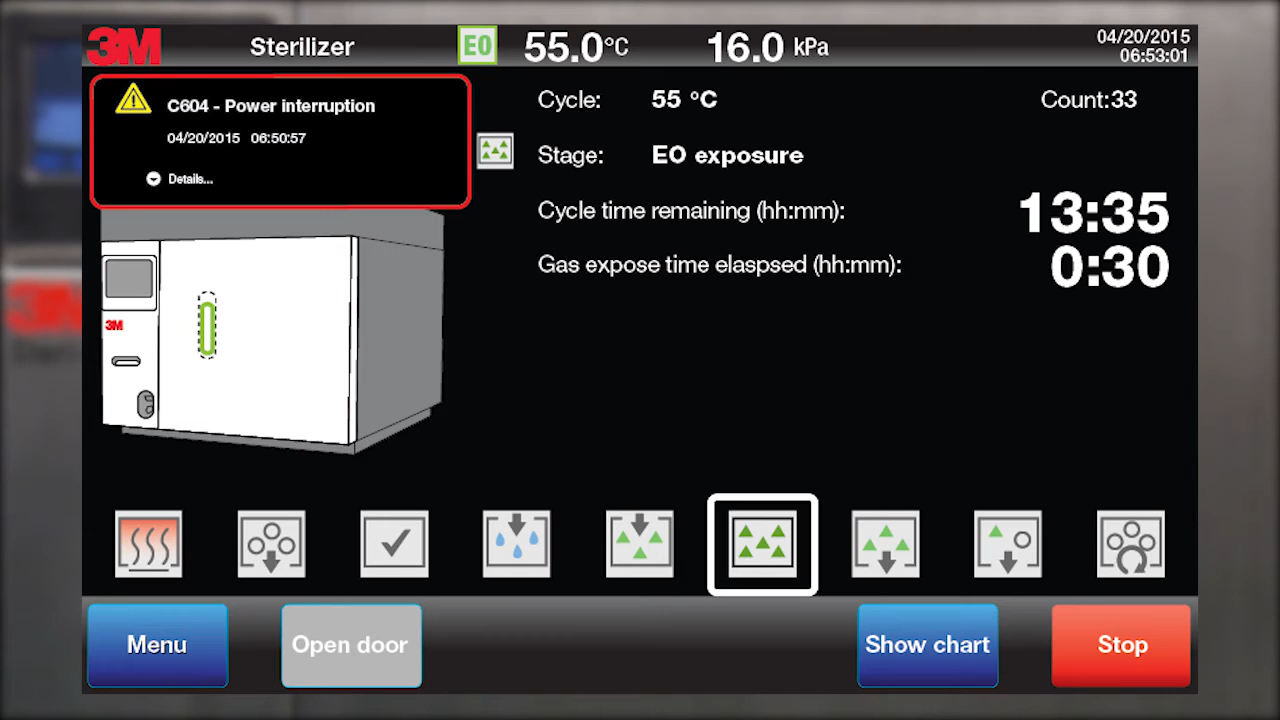 3M
Sterilizer
EO
55.0°C
16.0 kPa
04/20/2015
06:53:01
C604 - Power interruption
04/20/2015 06:50:57
Details...
Cycle: 55 °C
Count:33
Stage: EO exposure
Cycle time remaining (hh:mm): 13:35
Gas expose time elaspsed (hh:mm): 0:30
3M
3M
Menu
Open door
Show chart
Stop